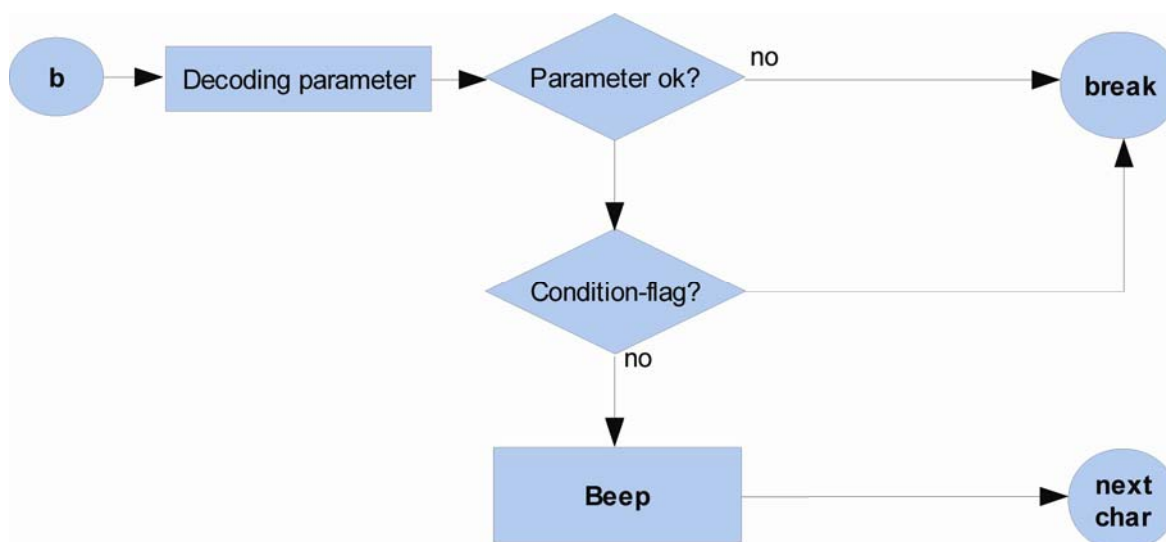 b
Decoding parameter
Parameter ok?
no
break
Condition-flag?
no
Beep
next
char